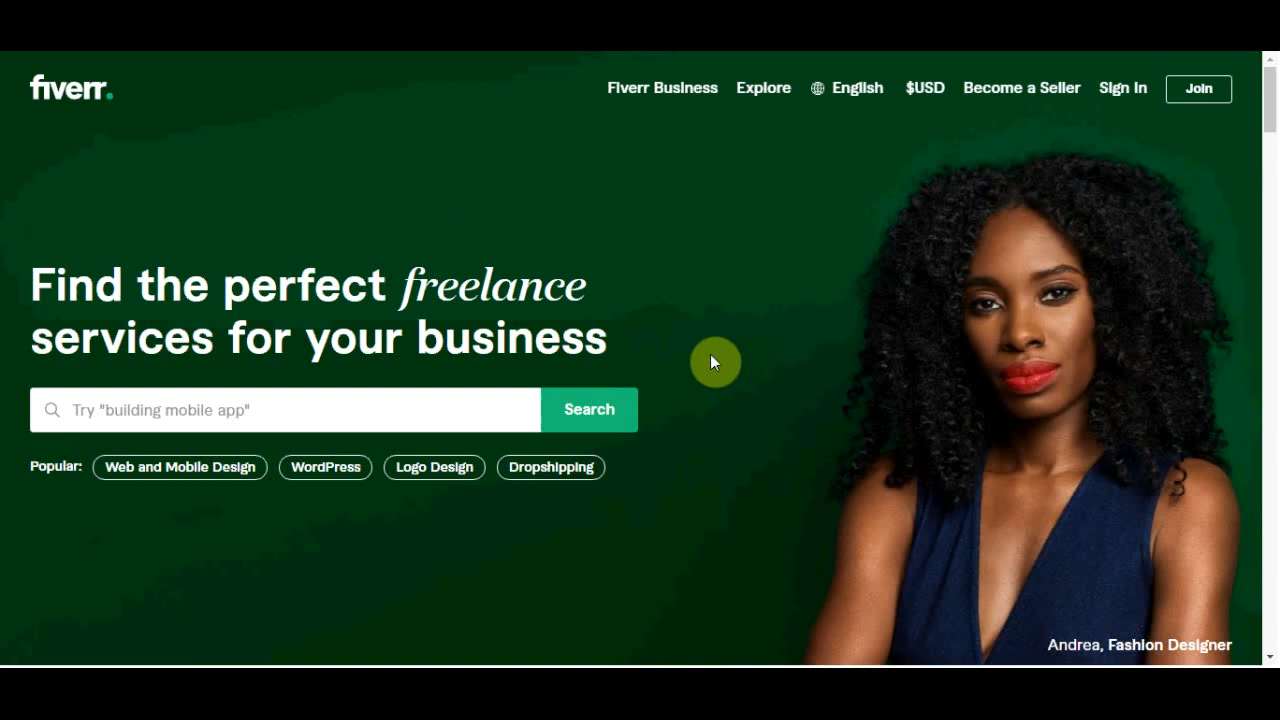 fiverr.
Fiverr Business Explore English $USD Become a Seller Sign In Join
Find the perfect freelance
services for your business
Try "building mobile app" Search
Popular: Web and Mobile Design WordPress Logo Design Dropshipping
Andrea, Fashion Designer